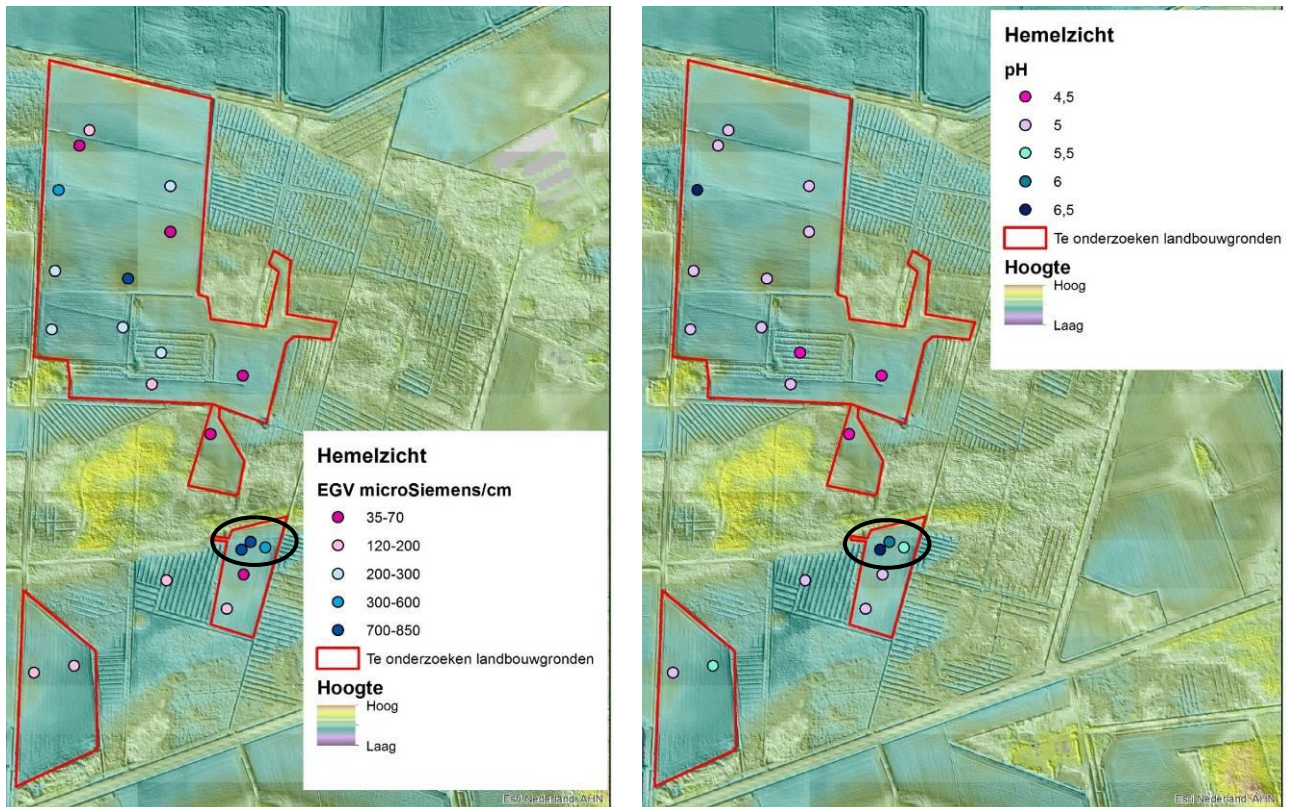 Hemelzicht
EGV microSiemens/cm
35-70
120-200
200-300
300-600
700-850
Te onderzoeken landbouwgronden
Hoogte
Hoog
Laag
Esri Nederland, AHN
Hemelzicht
pH
4,5
5
5,5
6
6,5
Te onderzoeken landbouwgronden
Hoogte
Hoog
Laag
Esri Nederland, AHN